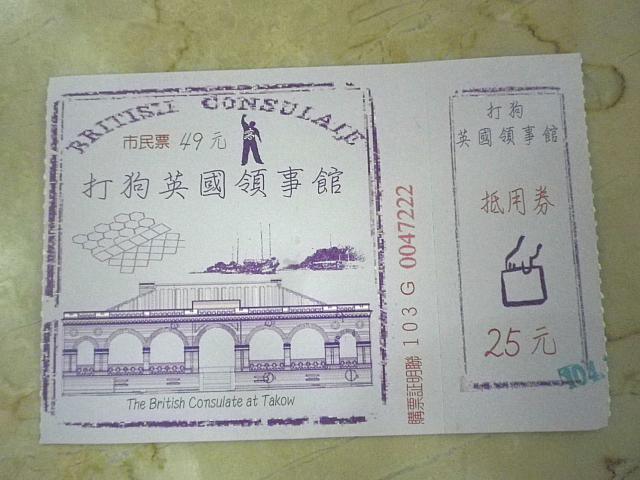 BRITISH CONSULATE
市民票 49元
打狗英國領事館
The British Consulate at Takow
購票証明聯 103 G 0047222
打狗
英國領事館
抵用券
25元
104.